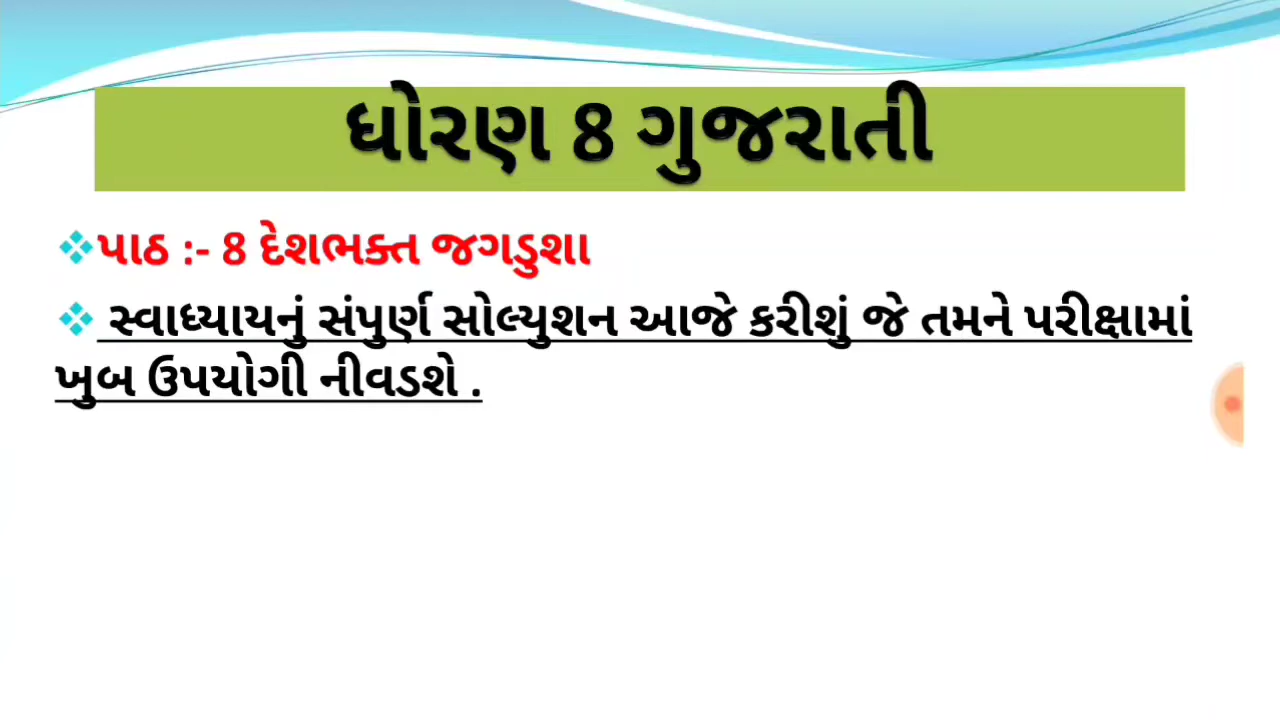 ધોરણ 8 ગુજરાતી
પાઠ :- 8 દેશભક્ત જગડુશા
સ્વાધ્યાયનું સંપુર્ણ સોલ્યુશન આજે કરીશું જે તમને પરીક્ષામાં
ખુબ ઉપયોગી નીવડશે .